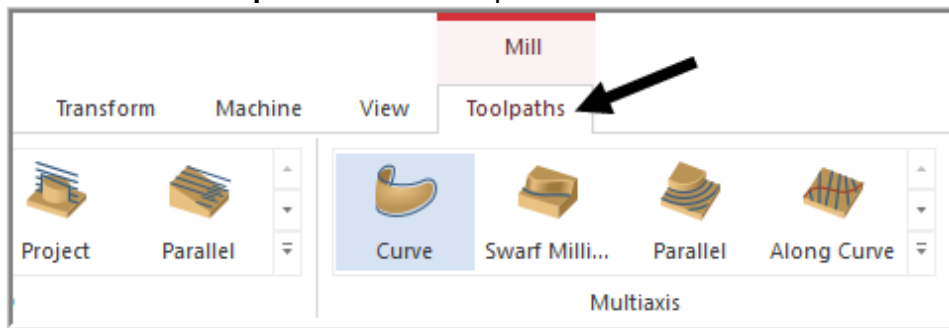 Mill
Transform Machine View Toolpaths
Project Parallel Curve Swarf Milli... Parallel Along Curve
Multiaxis